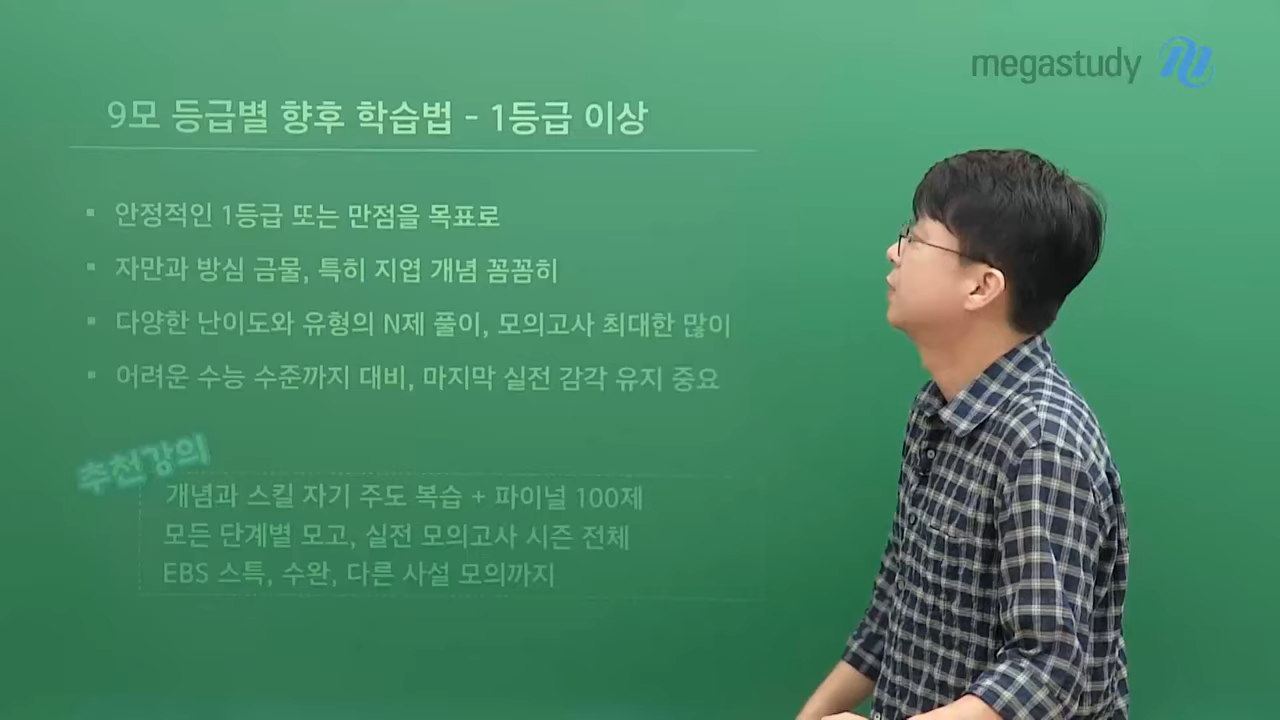 megastudy
9모 등급별 향후 학습법 - 1등급 이상
▪ 안정적인 1등급 또는 만점을 목표로
▪ 자만과 방심 금물, 특히 지엽 개념 꼼꼼히
▪ 다양한 난이도와 유형의 N제 풀이, 모의고사 최대한 많이
▪ 어려운 수능 수준까지 대비, 마지막 실전 감각 유지 중요
추천강의
개념과 스킬 자기 주도 복습 + 파이널 100제
모든 단계별 모고, 실전 모의고사 시즌 전체
EBS 스특, 수완, 다른 사설 모의까지